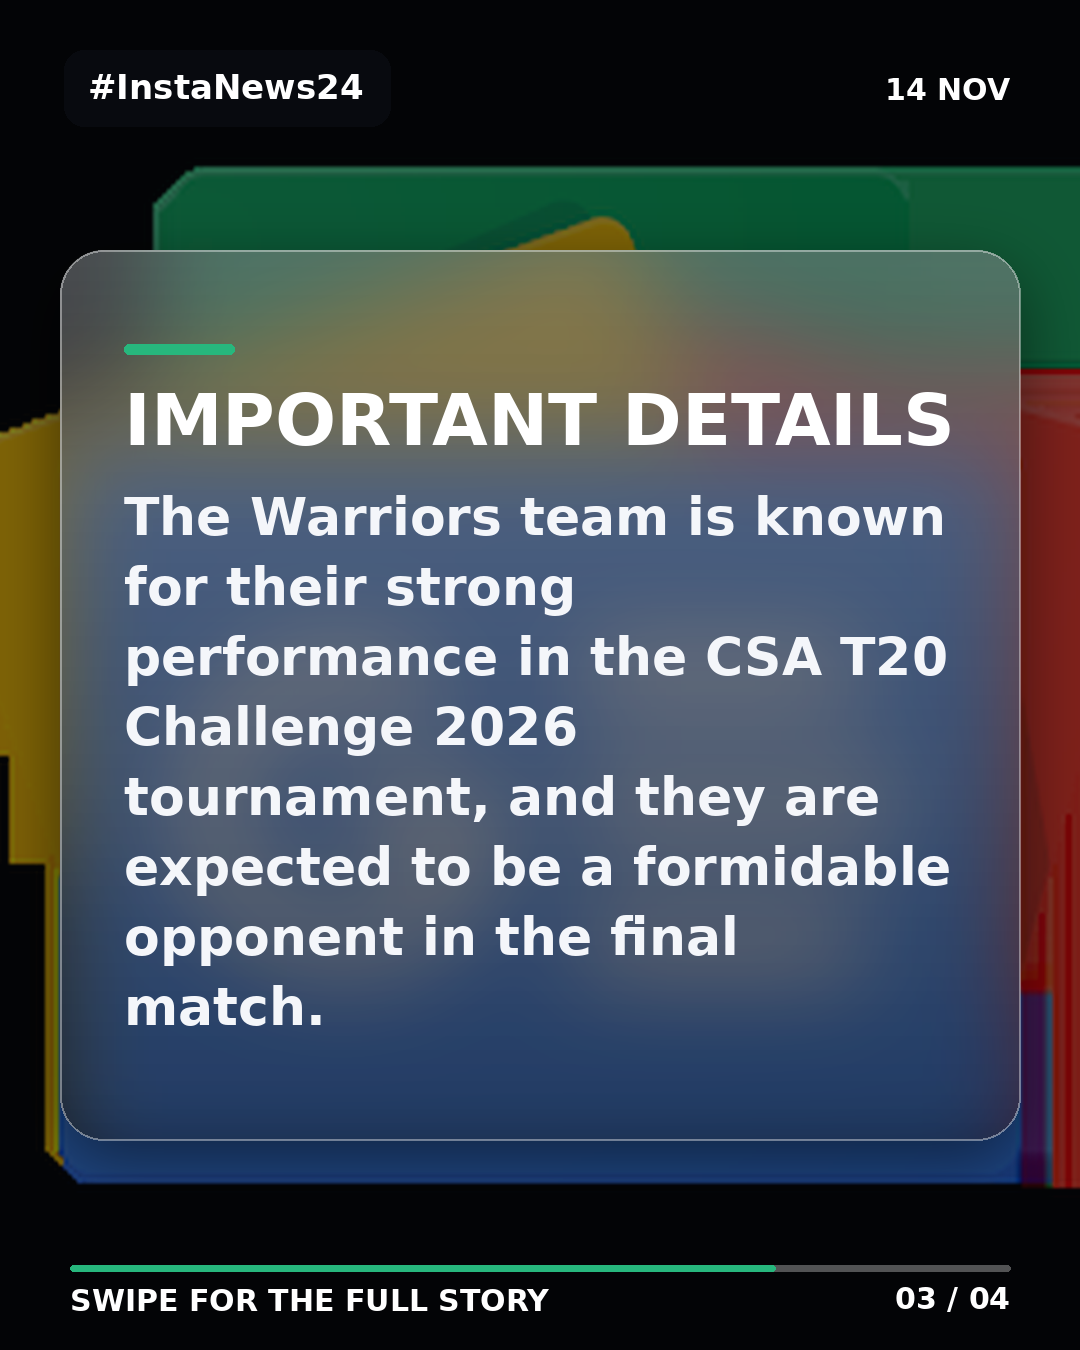 #InstaNews24
14 NOV
IMPORTANT DETAILS
The Warriors team is known
for their strong
performance in the CSA T20
Challenge 2026
tournament, and they are
expected to be a formidable
opponent in the final
match.
SWIPE FOR THE FULL STORY
03 / 04